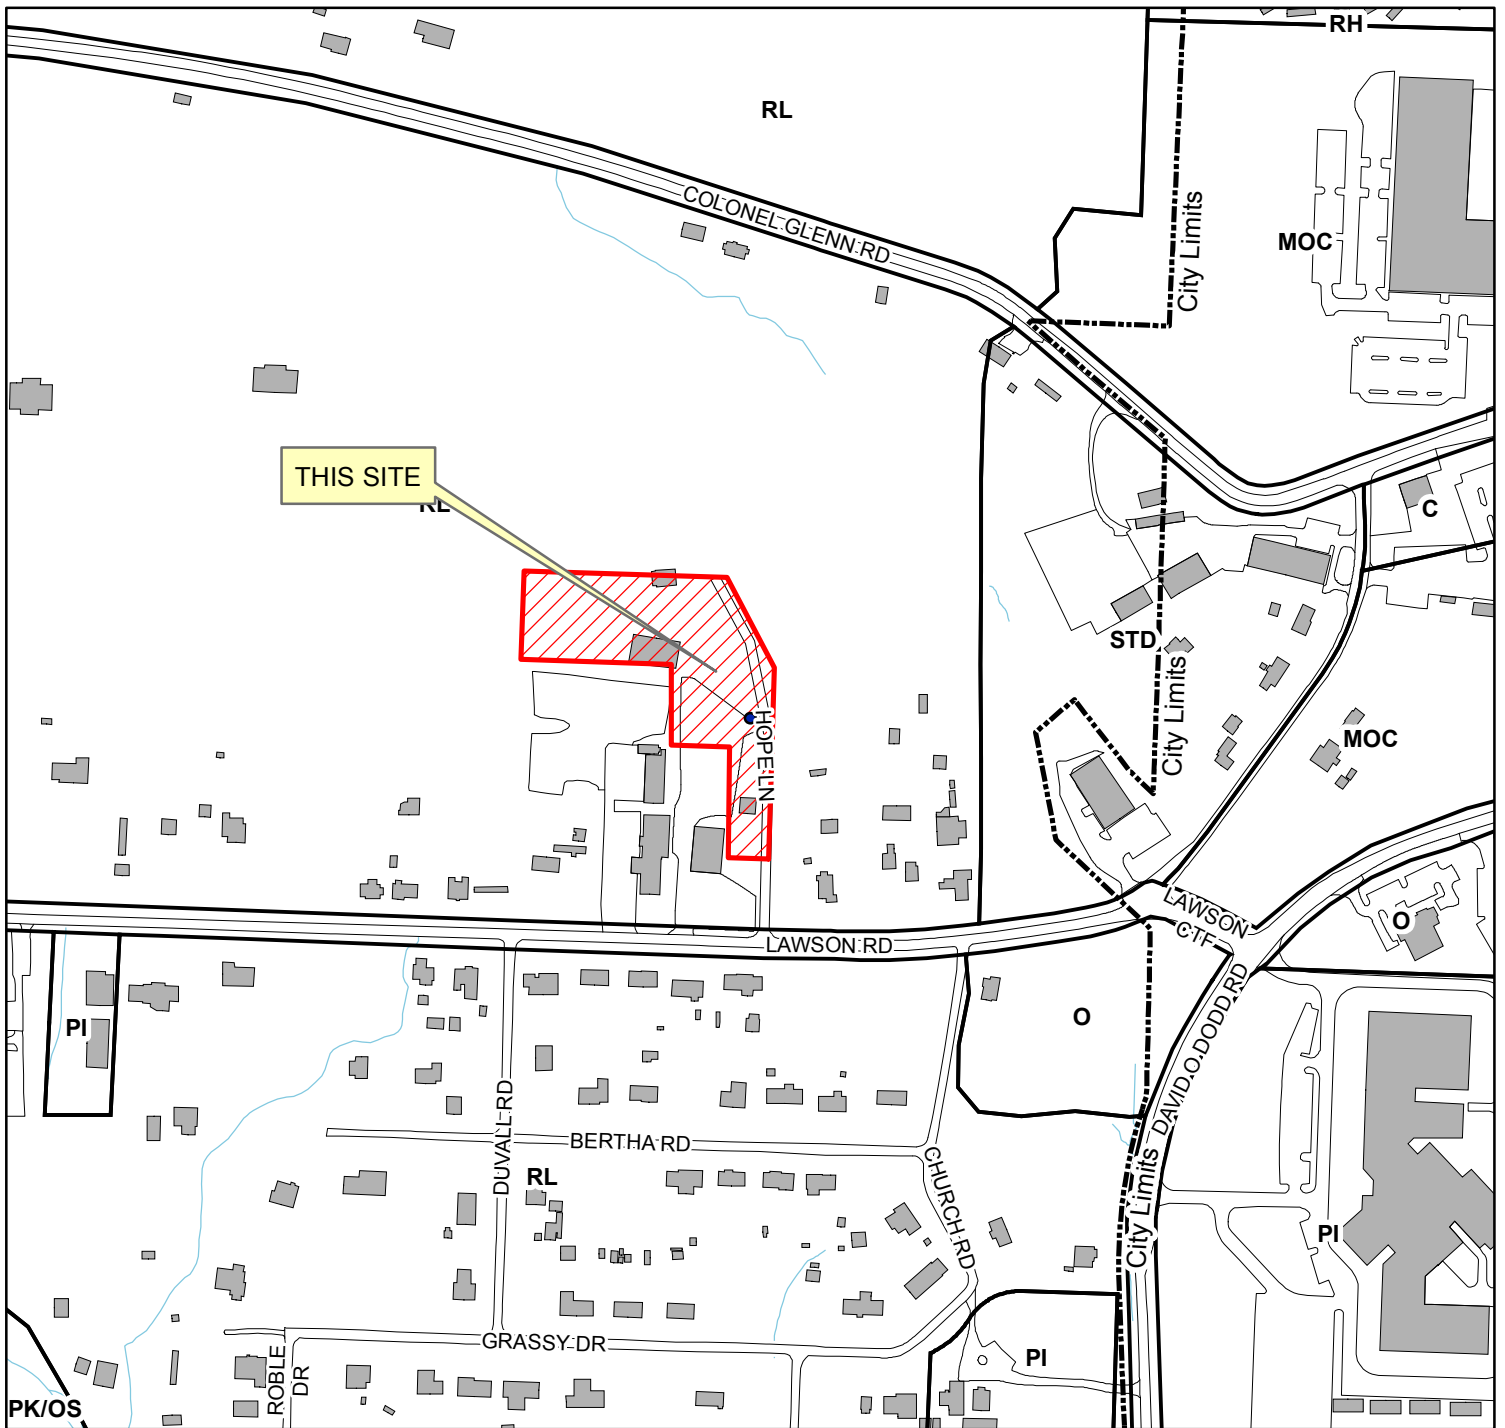 RH
RL
COLONEL GLENN RD
City Limits
MOC
THIS SITE
RL
C
STD
City Limits
HOPE LN
MOC
LAWSON
CTF
O
LAWSON RD
PI
O
DAVID O DODD RD
DUVALL RD
BERTHA RD
RL
CHURCH RD
City Limits
PI
GRASSY DR
ROBLE
DR
PI
PK/OS